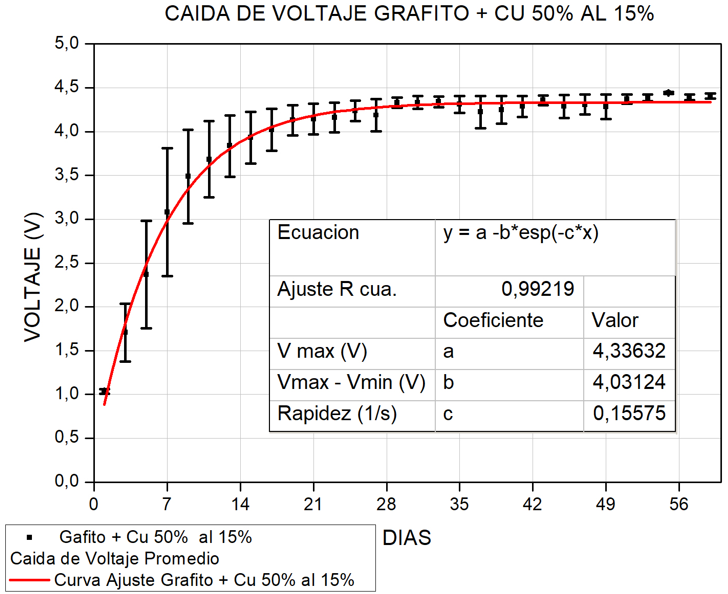 CAIDA DE VOLTAJE GRAFITO + CU 50% AL 15%
5,0
4,5
4,0
3,5
3,0
2,5
2,0
1,5
1,0
0,5
0,0
VOLTAJE (V)
Ecuacion y = a -b*esp(-c*x)
Ajuste R cua. 0,99219
Coeficiente Valor
V max (V) a 4,33632
Vmax - Vmin (V) b 4,03124
Rapidez (1/s) c 0,15575
0 7 14 21 28 35 42 49 56
DIAS
Gafito + Cu 50% al 15%
Caida de Voltaje Promedio
Curva Ajuste Grafito + Cu 50% al 15%